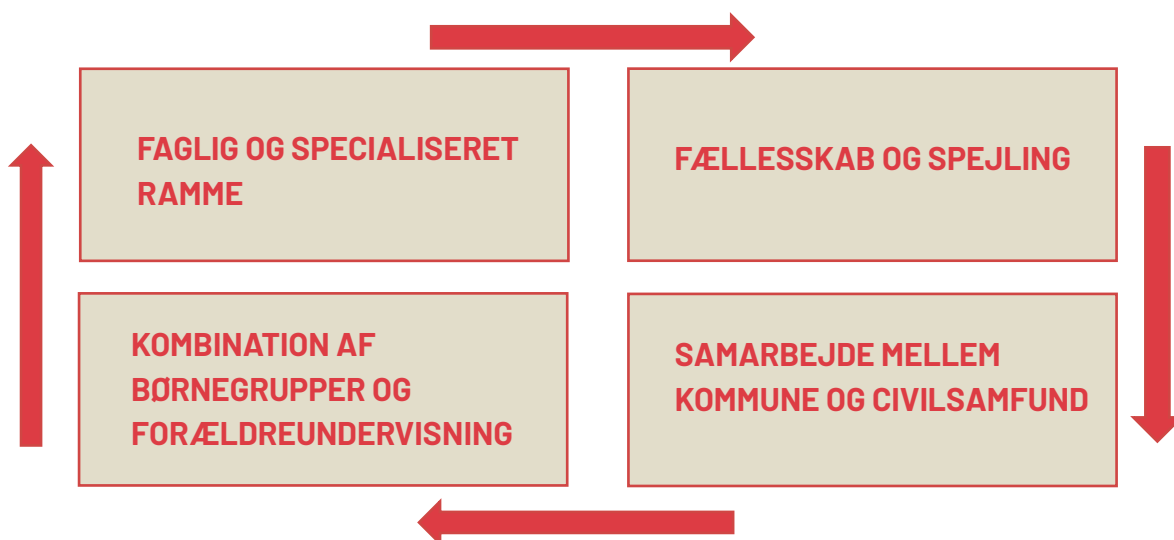 FAGLIG OG SPECIALISERET
RAMME
FÆLLESSKAB OG SPEJLING
KOMBINATION AF
BØRNEGRUPPER OG
FORÆLDREUNDERVISNING
SAMARBEJDE MELLEM
KOMMUNE OG CIVILSAMFUND